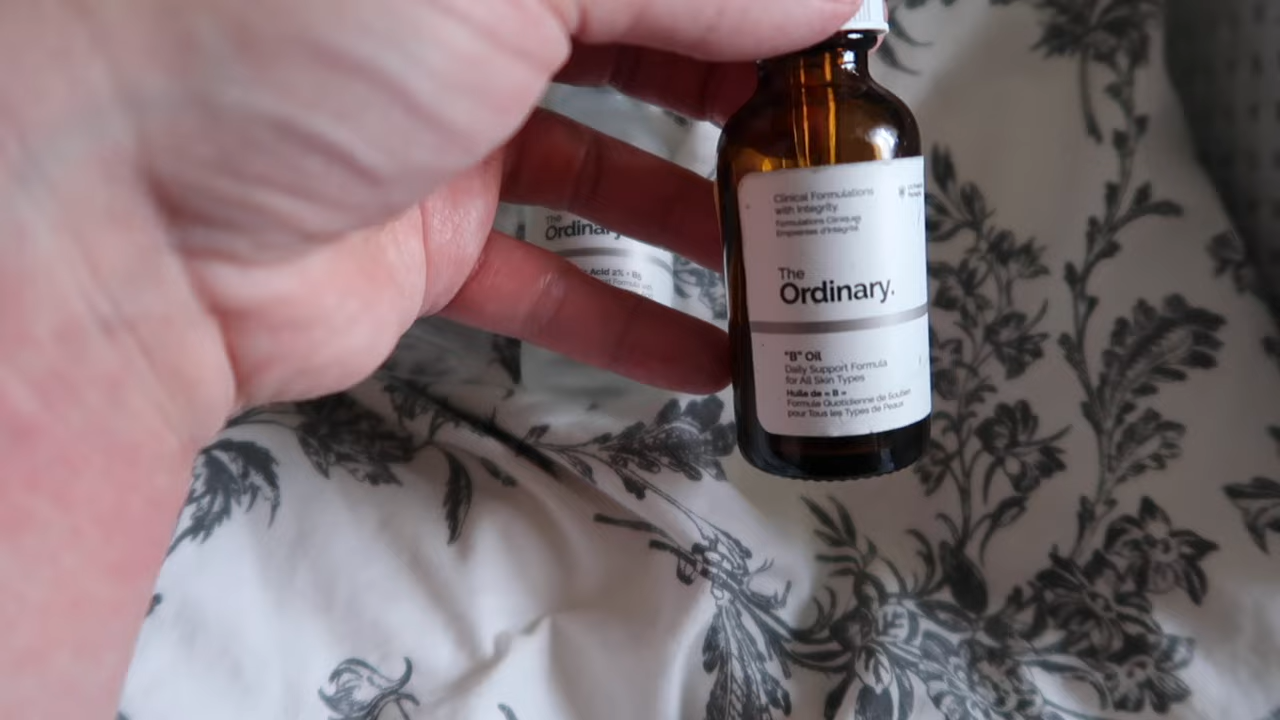 Clinical Formulations
with Integrity.
Formulations Cliniques
Empreintes d'Intégrité
The
Ordinary.
"B" Oil
Daily Support Formula
for All Skin Types
Huile de « B »
Formule Quotidienne de Soutien
pour Tous les Types de Peaux
The
Ordinary.
Acid 2% + B5